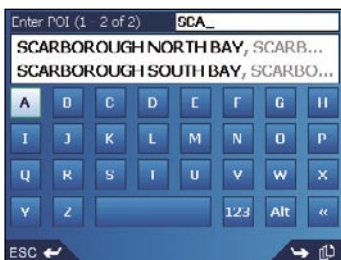 Enter POI (1 - 2 of 2) SCA_
SCARBOROUGH NORTH BAY, SCARB...
SCARBOROUGH SOUTH BAY, SCARBO...
A B C D E F G H
I J K L M N O P
Q R S T U V W X
Y Z 123 Alt «
ESC